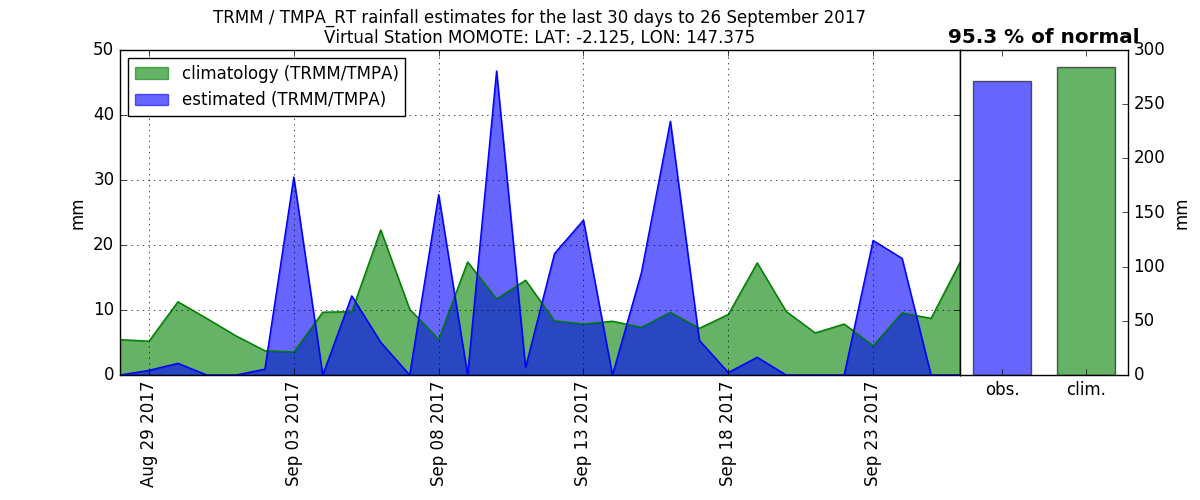 TRMM / TMPA_RT rainfall estimates for the last 30 days to 26 September 2017
Virtual Station MOMOTE: LAT: -2.125, LON: 147.375
95.3 % of normal
climatology (TRMM/TMPA)
estimated (TRMM/TMPA)
50
40
30
20
10
0
mm
Aug 29 2017
Sep 03 2017
Sep 08 2017
Sep 13 2017
Sep 18 2017
Sep 23 2017
300
250
200
150
100
50
0
mm
obs.
clim.